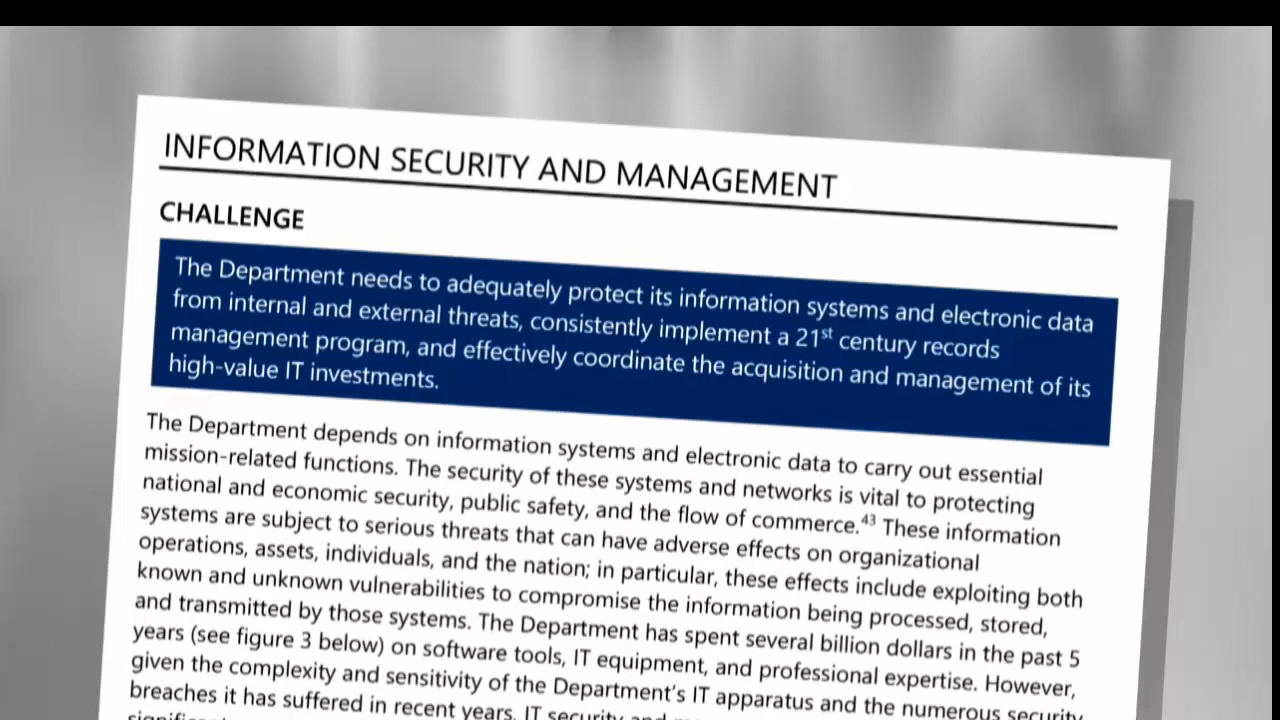 INFORMATION SECURITY AND MANAGEMENT
CHALLENGE
The Department needs to adequately protect its information systems and electronic data
from internal and external threats, consistently implement a 21st century records
management program, and effectively coordinate the acquisition and management of its
high-value IT investments.
The Department depends on information systems and electronic data to carry out essential
mission-related functions. The security of these systems and networks is vital to protecting
national and economic security, public safety, and the flow of commerce.43 These information
systems are subject to serious threats that can have adverse effects on organizational
operations, assets, individuals, and the nation; in particular, these effects include exploiting both
known and unknown vulnerabilities to compromise the information being processed, stored,
and transmitted by those systems. The Department has spent several billion dollars in the past 5
years (see figure 3 below) on software tools, IT equipment, and professional expertise. However,
given the complexity and sensitivity of the Department's IT apparatus and the numerous security
breaches it has suffered in recent years, IT security and